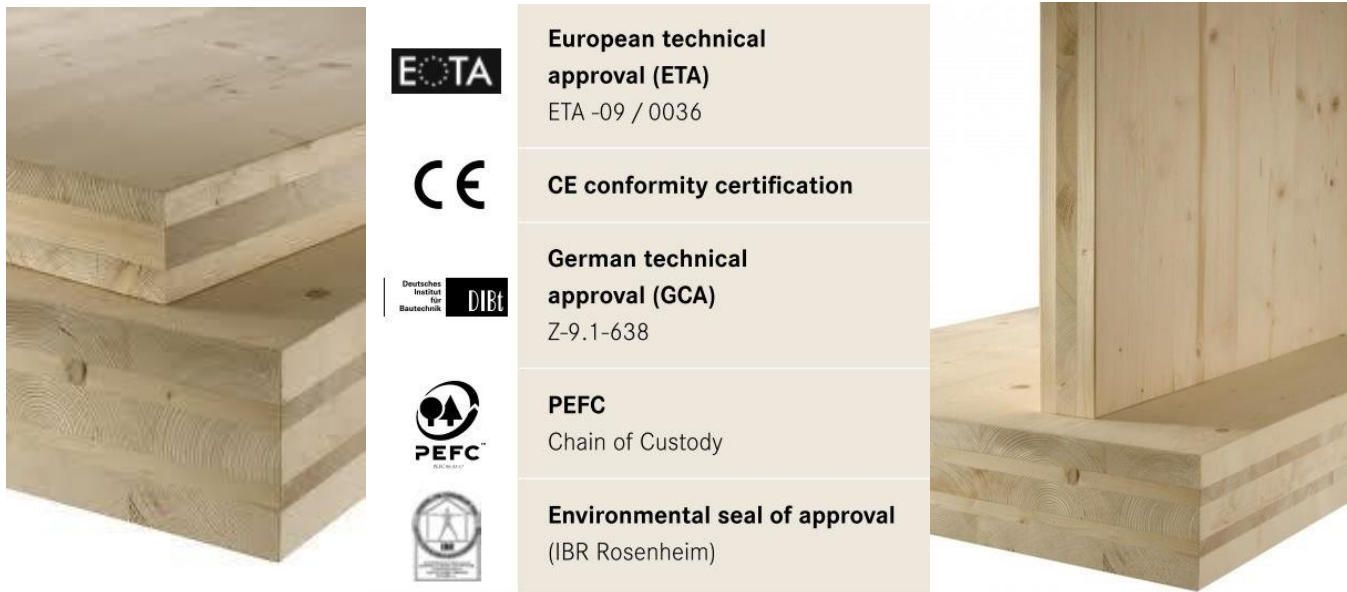 EOTA
European technical
approval (ETA)
ETA -09 / 0036
CE
CE conformity certification
Deutsches
Institut
für
Bautechnik
DIBt
German technical
approval (GCA)
Z-9.1-638
PEFC
PEFC
Chain of Custody
IBR
Environmental seal of approval
(IBR Rosenheim)